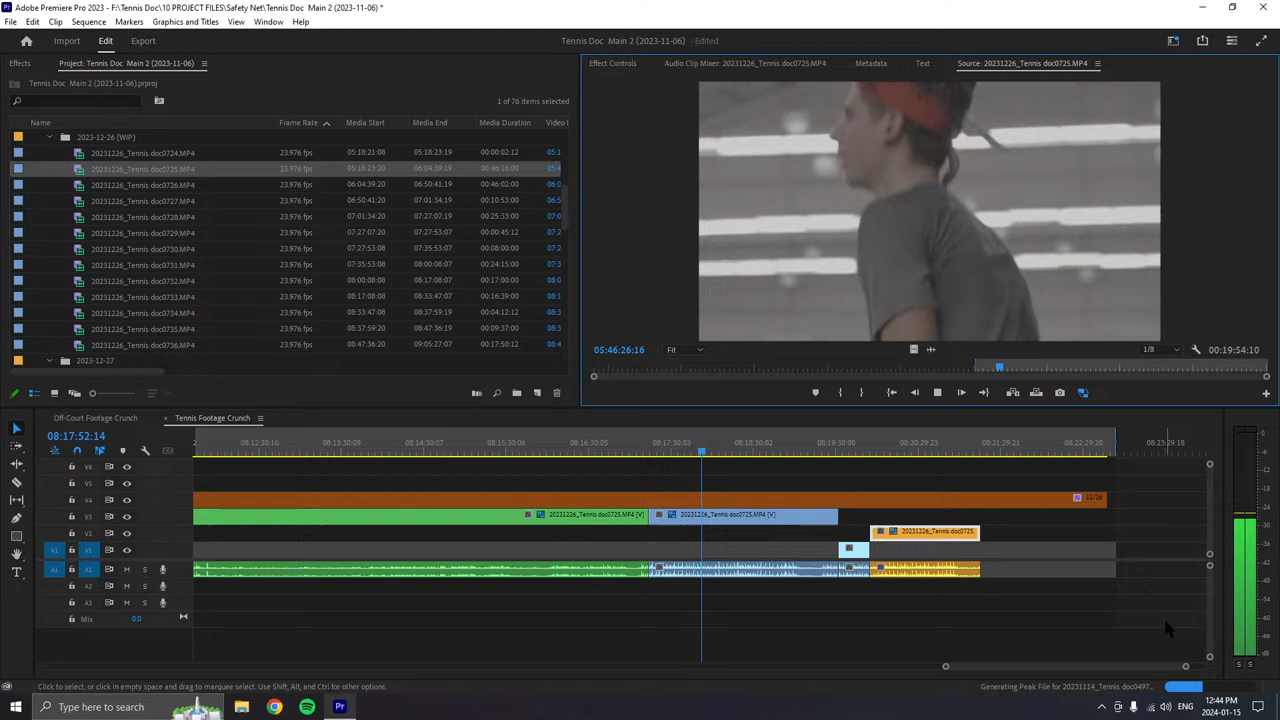 Adobe Premiere Pro 2023 - F:\Tennis Doc\10 PROJECT FILES\Safety Net\Tennis Doc  Main 2 (2023-11-06) *
File Edit Clip Sequence Markers Graphics and Titles View Window Help
Import Edit Export Tennis Doc  Main 2 (2023-11-06) - Edited
Effects Project: Tennis Doc  Main 2 (2023-11-06) Effect Controls Audio Clip Mixer: 20231226_Tennis doc0725.MP4 Metadata Text Source: 20231226_Tennis doc0725.MP4
Tennis Doc  Main 2 (2023-11-06).prproj
1 of 76 items selected
Name Frame Rate Media Start Media End Media Duration Video I
2023-12-26 (WIP)
20231226_Tennis doc0724.MP4 23.976 fps 05:18:21:08 05:18:23:19 00:00:02:12 05:1
20231226_Tennis doc0725.MP4 23.976 fps 05:18:23:20 06:04:39:19 00:46:16:00 05:4
20231226_Tennis doc0726.MP4 23.976 fps 06:04:39:20 06:50:41:19 00:46:02:00 06:0
20231226_Tennis doc0727.MP4 23.976 fps 06:50:41:20 07:01:34:19 00:10:53:00 06:5
20231226_Tennis doc0728.MP4 23.976 fps 07:01:34:20 07:27:07:19 00:25:33:00 07:0
20231226_Tennis doc0729.MP4 23.976 fps 07:27:07:20 07:27:53:07 00:00:45:12 07:2
20231226_Tennis doc0730.MP4 23.976 fps 07:27:53:08 07:35:53:07 00:08:00:00 07:2
20231226_Tennis doc0731.MP4 23.976 fps 07:35:53:08 08:00:08:07 00:24:15:00 07:3
20231226_Tennis doc0732.MP4 23.976 fps 08:00:08:08 08:17:08:07 00:17:00:00 08:0
20231226_Tennis doc0733.MP4 23.976 fps 08:17:08:08 08:33:47:07 00:16:39:00 08:1
20231226_Tennis doc0734.MP4 23.976 fps 08:33:47:08 08:37:59:19 00:04:12:12 08:3
20231226_Tennis doc0735.MP4 23.976 fps 08:37:59:20 08:47:36:19 00:09:37:00 08:3
20231226_Tennis doc0736.MP4 23.976 fps 08:47:36:20 09:05:27:07 00:17:50:12 08:4
2023-12-27
05:46:26:16 Fit 1/8 00:19:54:10
Off-Court Footage Crunch Tennis Footage Crunch
08:17:52:14
2 08:12:30:10 08:13:30:09 08:14:30:07 08:15:30:06 08:16:30:05 08:17:30:03 08:18:30:02 08:19:30:00 08:20:29:23 08:21:29:21 08:22:29:20 08:23:29:18
V6
V5
V4 11/26
V3 20231226_Tennis doc0725.MP4 [V] 20231226_Tennis doc0725.MP4 [V]
V2 20231226_Tennis doc0725.
V1 V1
A1 A1 M S
A2 M S
A3 M S
Mix 0.0
0
-6
-12
-18
-24
-30
-36
-42
-48
-54
dB
S S
Click to select, or click in empty space and drag to marquee select. Use Shift, Alt, and Ctrl for other options. Generating Peak File for 20231114_Tennis doc0497...
Type here to search ENG 12:44 PM
2024-01-15